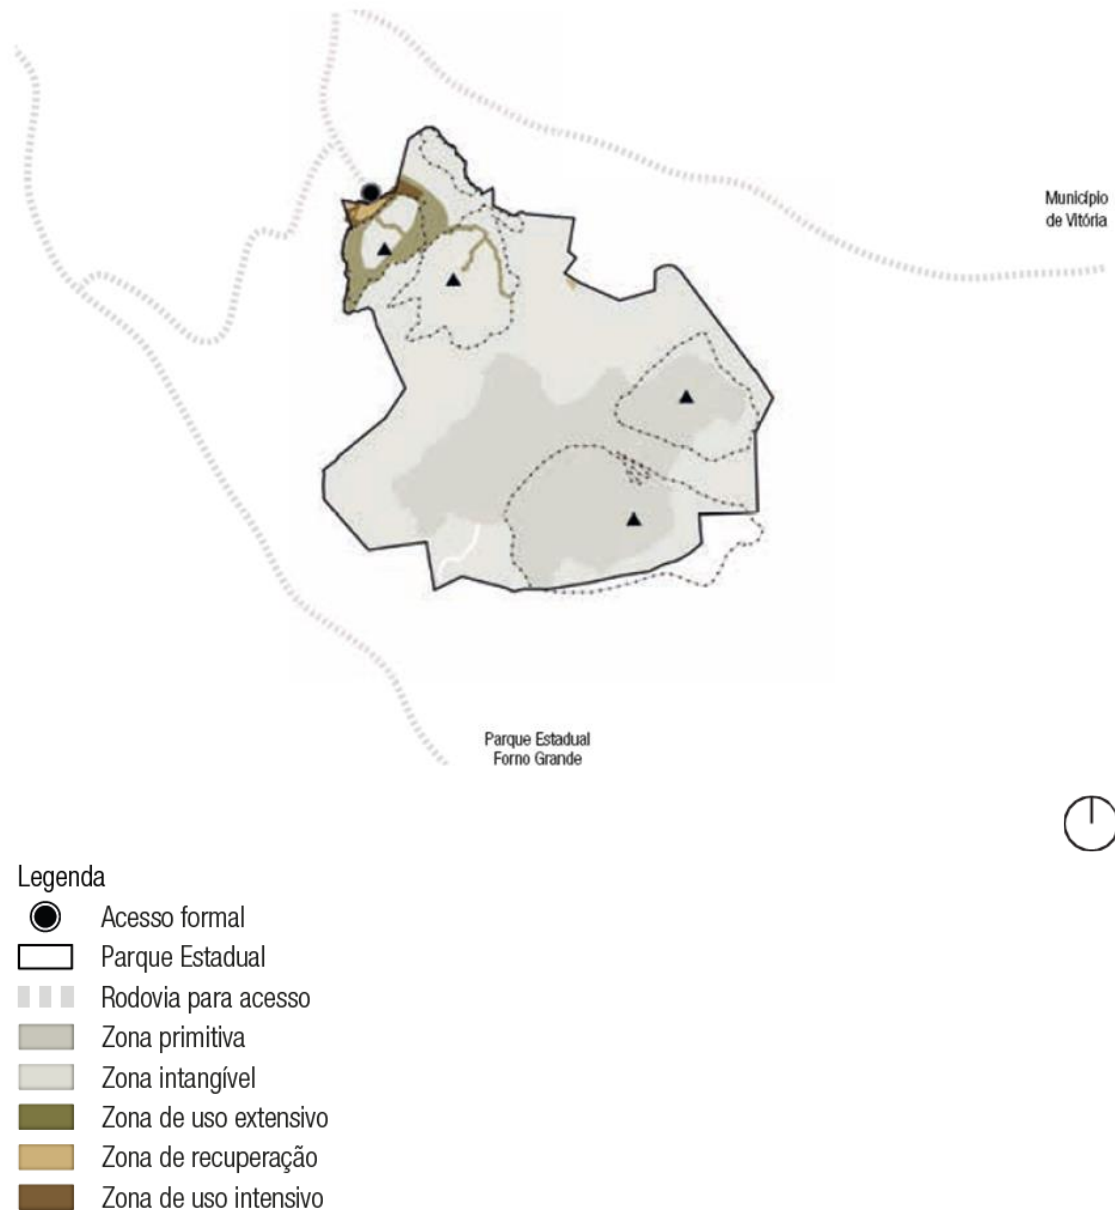 Município
de Vitória
Parque Estadual
Forno Grande
Legenda
Acesso formal
Parque Estadual
Rodovia para acesso
Zona primitiva
Zona intangível
Zona de uso extensivo
Zona de recuperação
Zona de uso intensivo